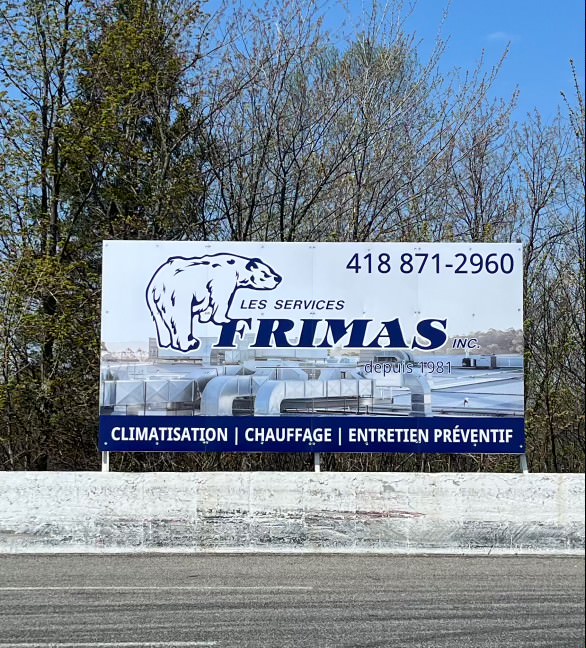 418 871-2960
LES SERVICES
FRIMAS INC.
depuis 1981
CLIMATISATION | CHAUFFAGE | ENTRETIEN PRÉVENTIF